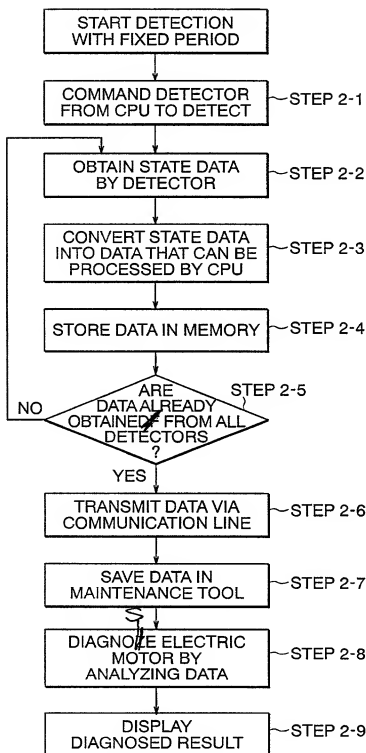 START DETECTION
WITH FIXED PERIOD
COMMAND DETECTOR
FROM CPU TO DETECT
STEP 2-1
OBTAIN STATE DATA
BY DETECTOR
STEP 2-2
CONVERT STATE DATA
INTO DATA THAT CAN BE
PROCESSED BY CPU
STEP 2-3
STORE DATA IN MEMORY
STEP 2-4
ARE
DATA ALREADY
OBTAINED FROM ALL
DETECTORS
?
STEP 2-5
NO
YES
TRANSMIT DATA VIA
COMMUNICATION LINE
STEP 2-6
SAVE DATA IN
MAINTENANCE TOOL
STEP 2-7
S
DIAGNOZE ELECTRIC
MOTOR BY
ANALYZING DATA
STEP 2-8
DISPLAY
DIAGNOSED RESULT
STEP 2-9